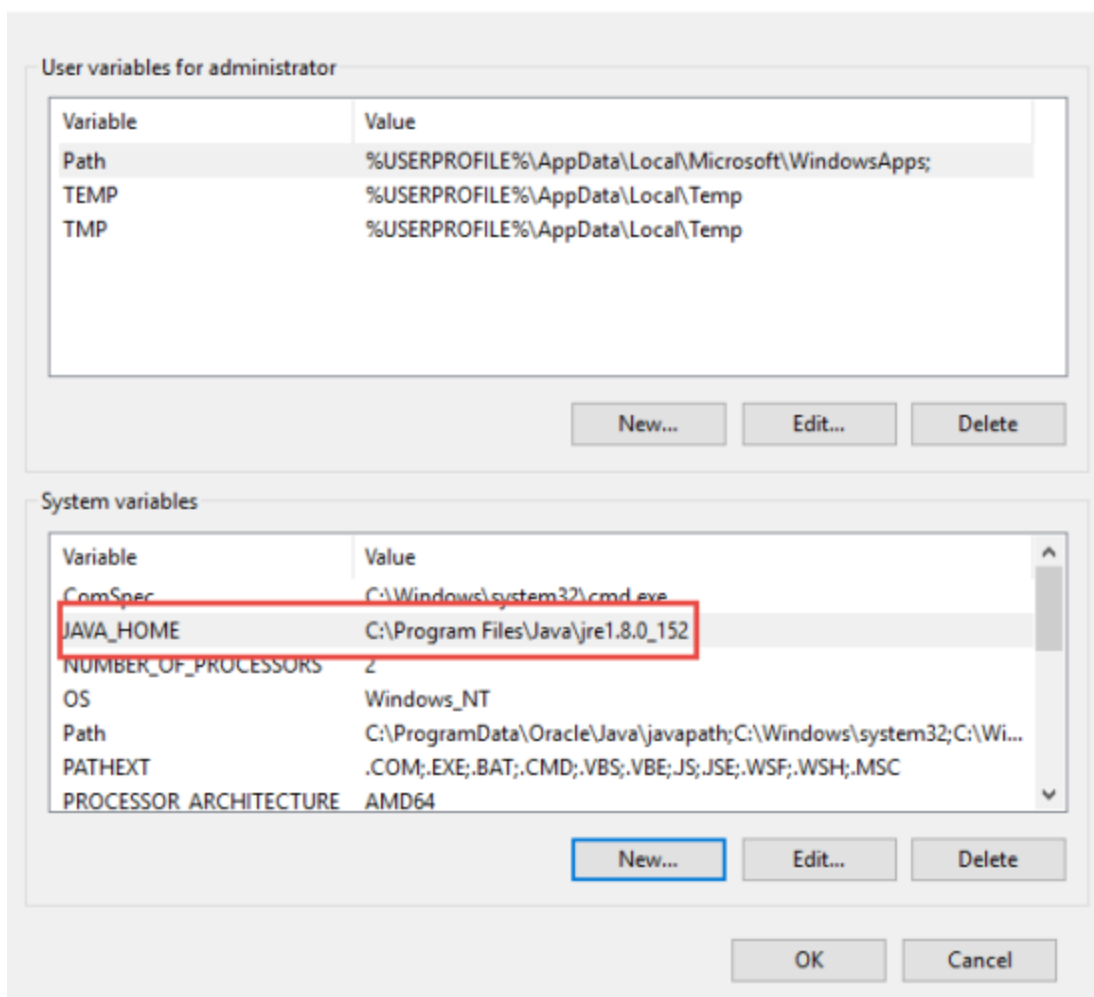 User variables for administrator
Variable Value
Path %USERPROFILE%\AppData\Local\Microsoft\WindowsApps;
TEMP %USERPROFILE%\AppData\Local\Temp
TMP %USERPROFILE%\AppData\Local\Temp
New... Edit... Delete
System variables
Variable Value
ComSpec C:\Windows\system32\cmd.exe
JAVA_HOME C:\Program Files\Java\jre1.8.0_152
NUMBER_OF_PROCESSORS 2
OS Windows_NT
Path C:\ProgramData\Oracle\Java\javapath;C:\Windows\system32;C:\Wi...
PATHEXT .COM;.EXE;.BAT;.CMD;.VBS;.VBE;.JS;.JSE;.WSF;.WSH;.MSC
PROCESSOR_ARCHITECTURE AMD64
New... Edit... Delete
OK Cancel